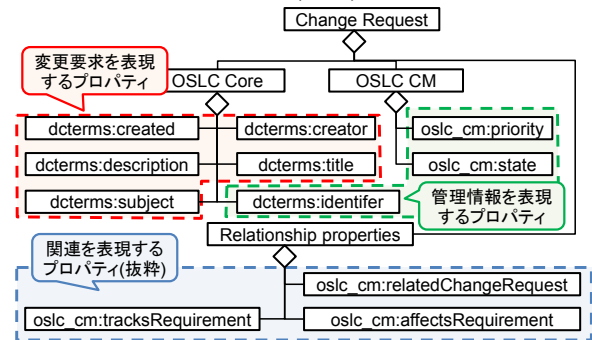 Change Request
変更要求を表現
するプロパティ
OSLC Core
OSLC CM
dcterms:created
dcterms:creator
oslc_cm:priority
dcterms:description
dcterms:title
oslc_cm:state
dcterms:subject
dcterms:identifer
管理情報を表現
するプロパティ
Relationship properties
関連を表現する
プロパティ(抜粋)
oslc_cm:relatedChangeRequest
oslc_cm:tracksRequirement
oslc_cm:affectsRequirement